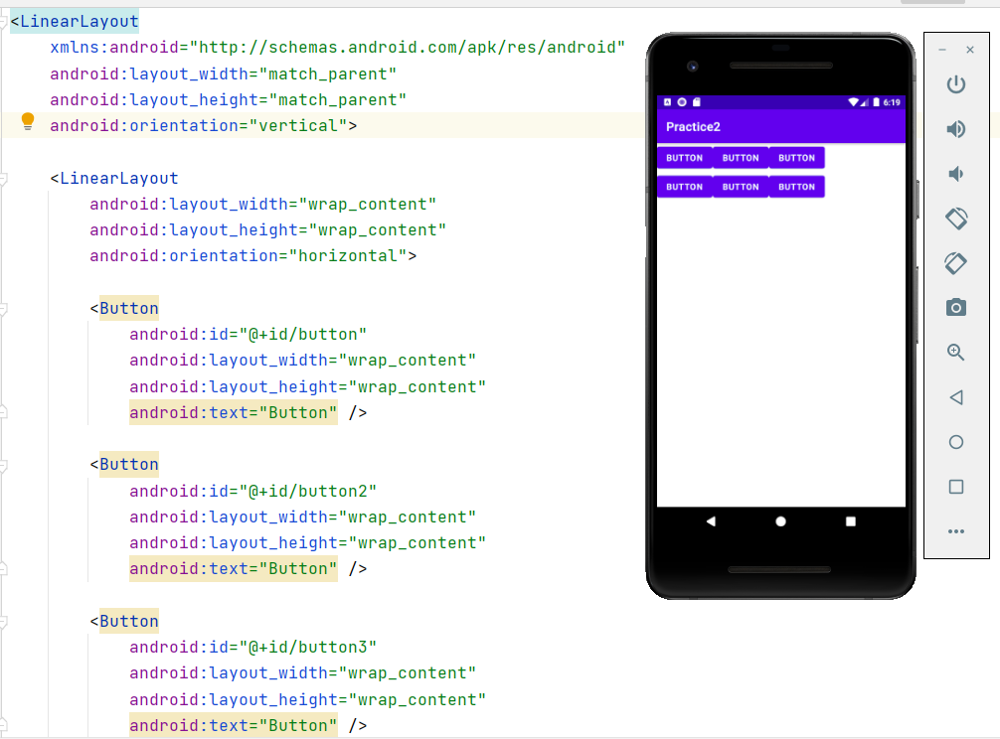 <LinearLayout
xmlns:android="http://schemas.android.com/apk/res/android"
android:layout_width="match_parent"
android:layout_height="match_parent"
android:orientation="vertical">
<LinearLayout
android:layout_width="wrap_content"
android:layout_height="wrap_content"
android:orientation="horizontal">
<Button
android:id="@+id/button"
android:layout_width="wrap_content"
android:layout_height="wrap_content"
android:text="Button" />
<Button
android:id="@+id/button2"
android:layout_width="wrap_content"
android:layout_height="wrap_content"
android:text="Button" />
<Button
android:id="@+id/button3"
android:layout_width="wrap_content"
android:layout_height="wrap_content"
android:text="Button" />
6:19
Practice2
BUTTON BUTTON BUTTON
BUTTON BUTTON BUTTON